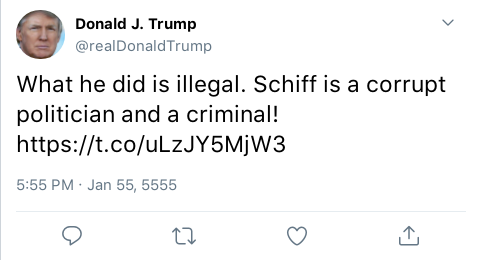 Donald J. Trump
@realDonaldTrump
What he did is illegal. Schiff is a corrupt
politician and a criminal!
https://t.co/uLzJY5MjW3
5:55 PM · Jan 55, 5555